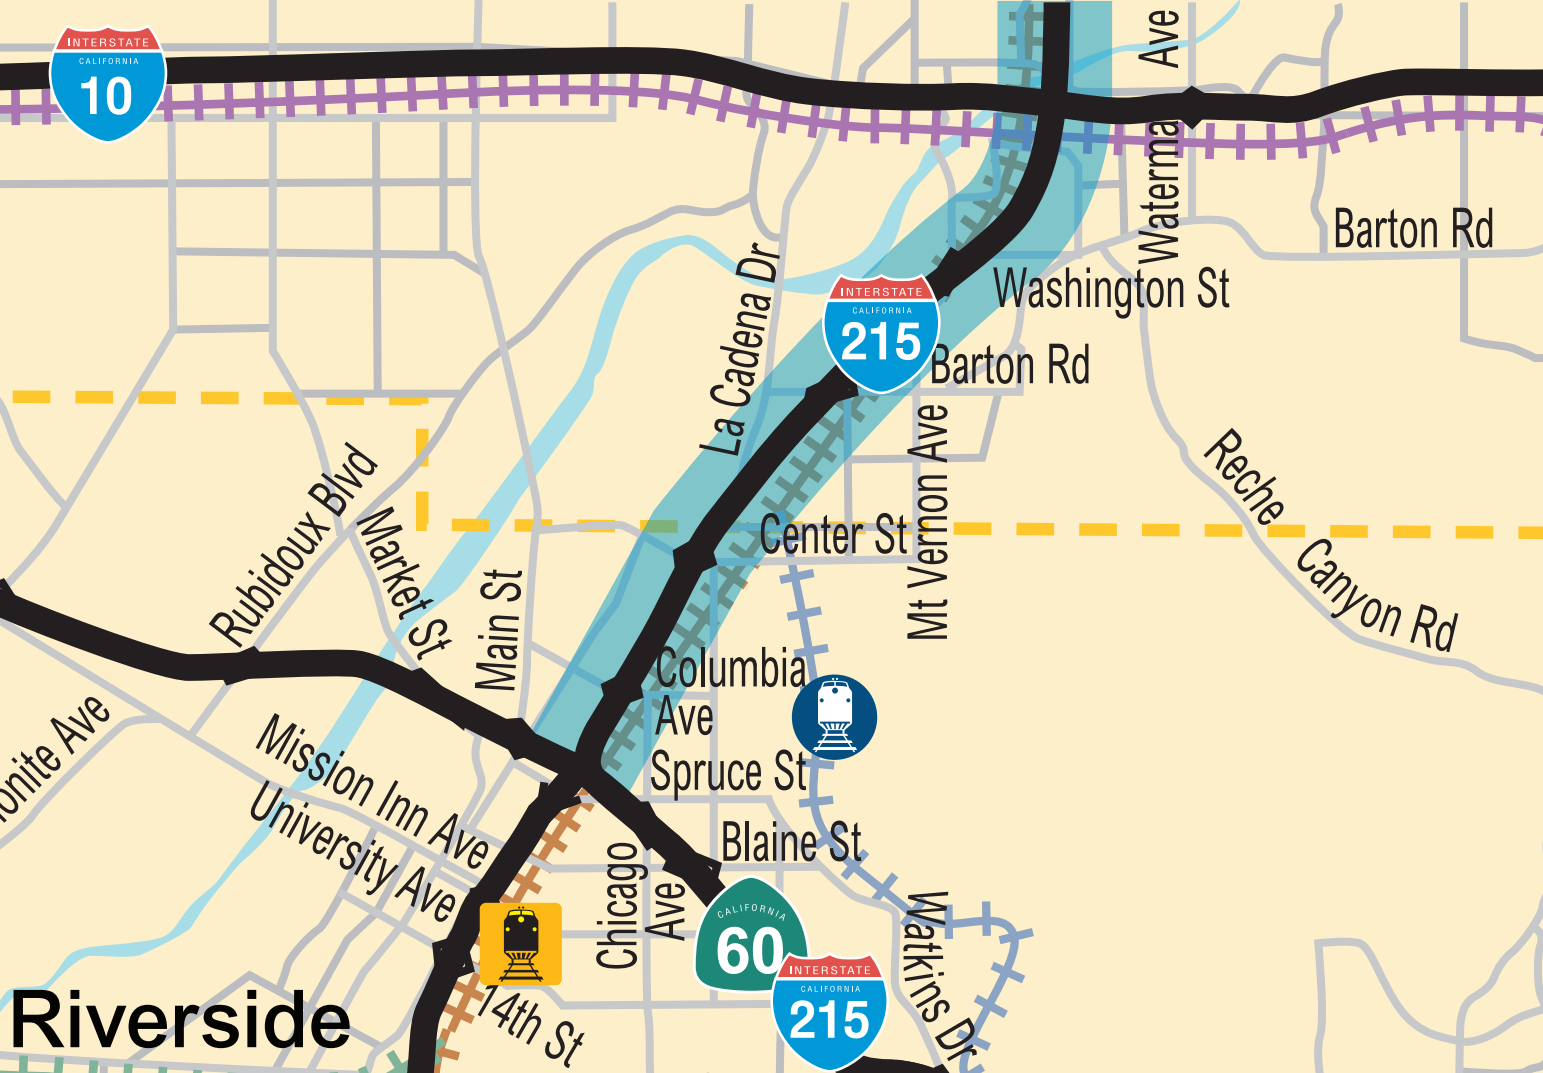 INTERSTATE
CALIFORNIA
10
Waterma Ave
Barton Rd
Washington St
La Cadena Dr
INTERSTATE
CALIFORNIA
215
Barton Rd
Mt Vernon Ave
Reche
Canyon Rd
Rubidoux Blvd
Market St
Main St
Center St
Columbia
Ave
Spruce St
onite Ave
Mission Inn Ave
University Ave
Blaine St
Chicago
Ave
CALIFORNIA
60
INTERSTATE
CALIFORNIA
215
Watkins Dr
14th St
Riverside